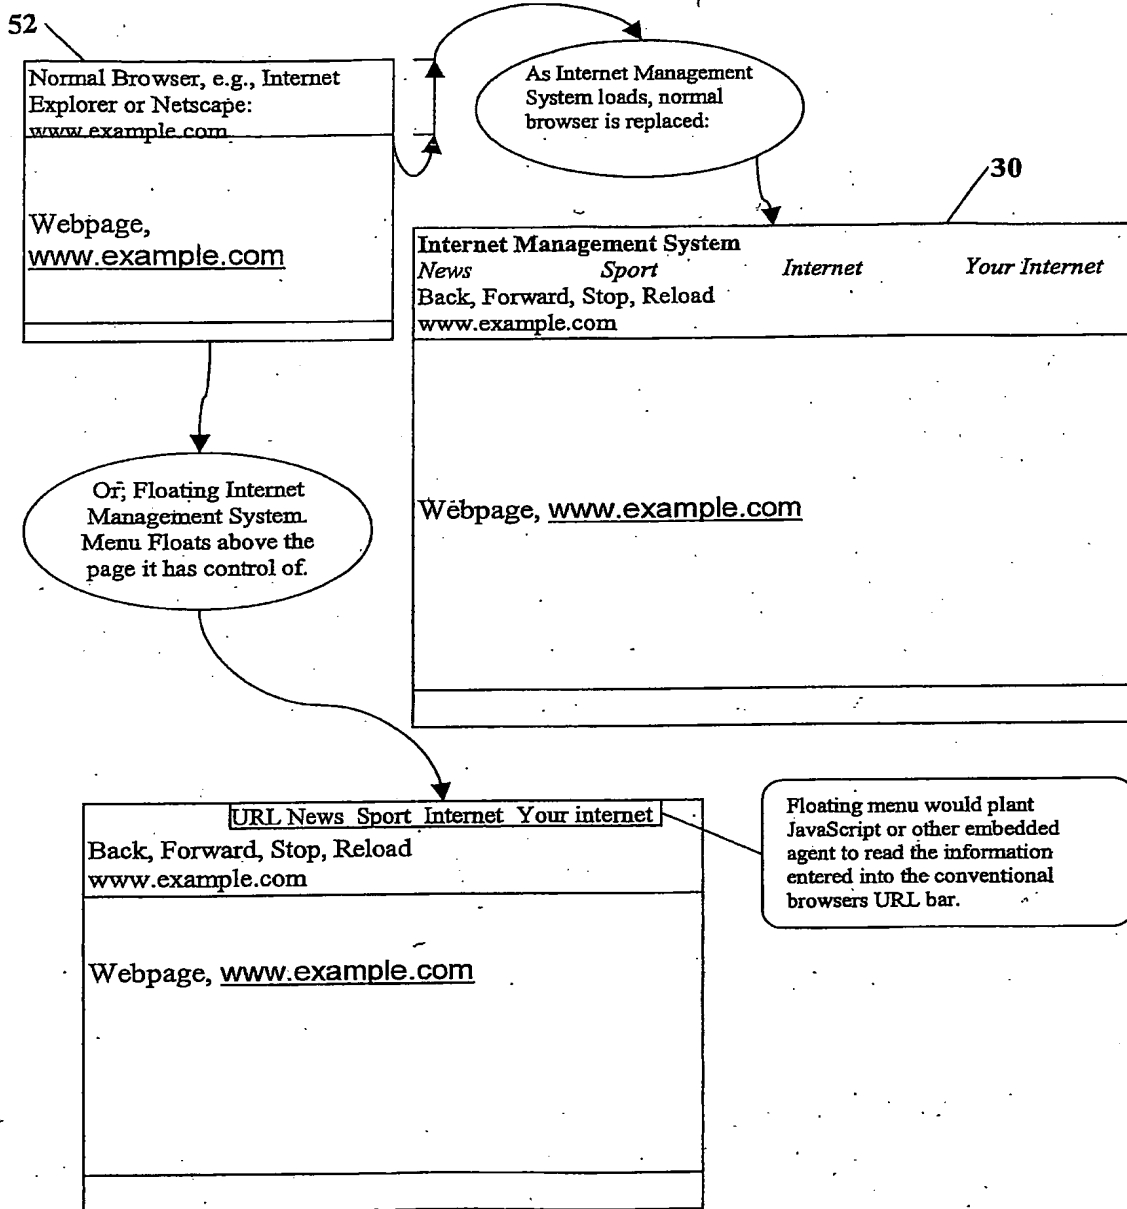 52
Normal Browser, e.g., Internet
Explorer or Netscape:
www.example.com
Webpage,
www.example.com
As Internet Management
System loads, normal
browser is replaced:
30
Internet Management System
News Sport Internet Your Internet
Back, Forward, Stop, Reload
www.example.com
Webpage, www.example.com
Or, Floating Internet
Management System.
Menu Floats above the
page it has control of.
URL News Sport Internet Your internet
Back, Forward, Stop, Reload
www.example.com
Webpage, www.example.com
Floating menu would plant
JavaScript or other embedded
agent to read the information
entered into the conventional
browsers URL bar.